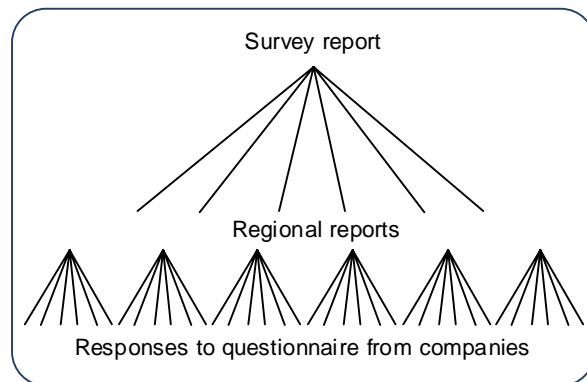 Survey report
Regional reports
Responses to questionnaire from companies